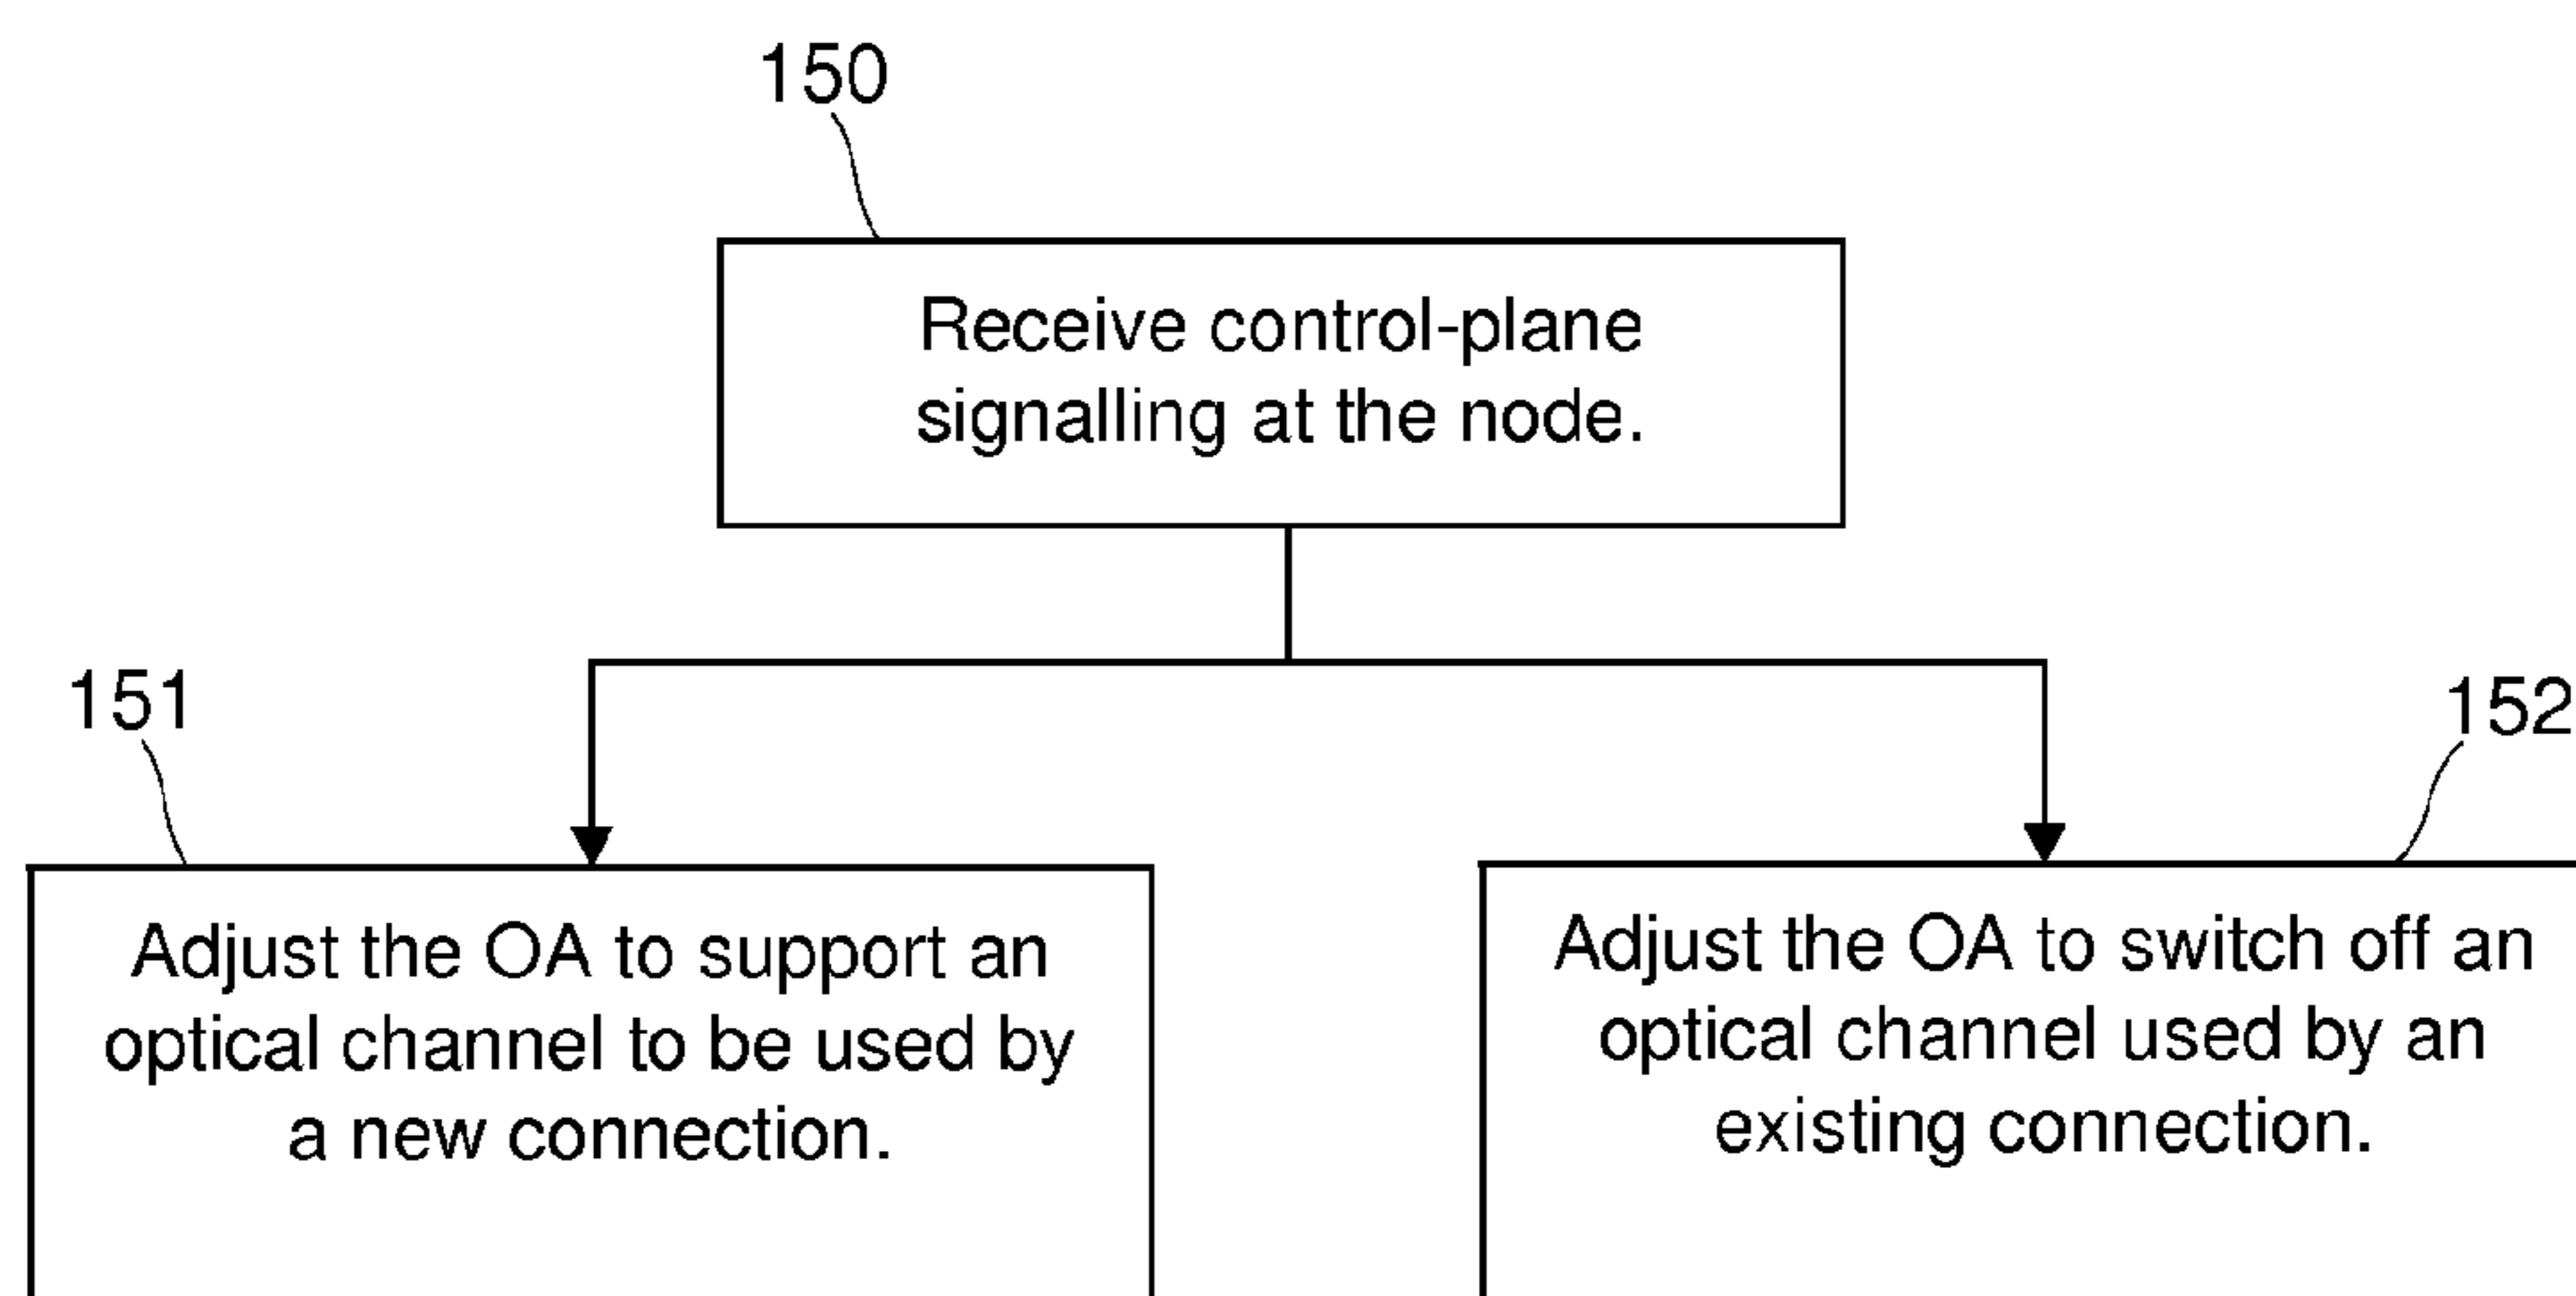 150
Receive control-plane
signalling at the node.
151
152
Adjust the OA to support an
optical channel to be used by
a new connection.
Adjust the OA to switch off an
optical channel used by an
existing connection.